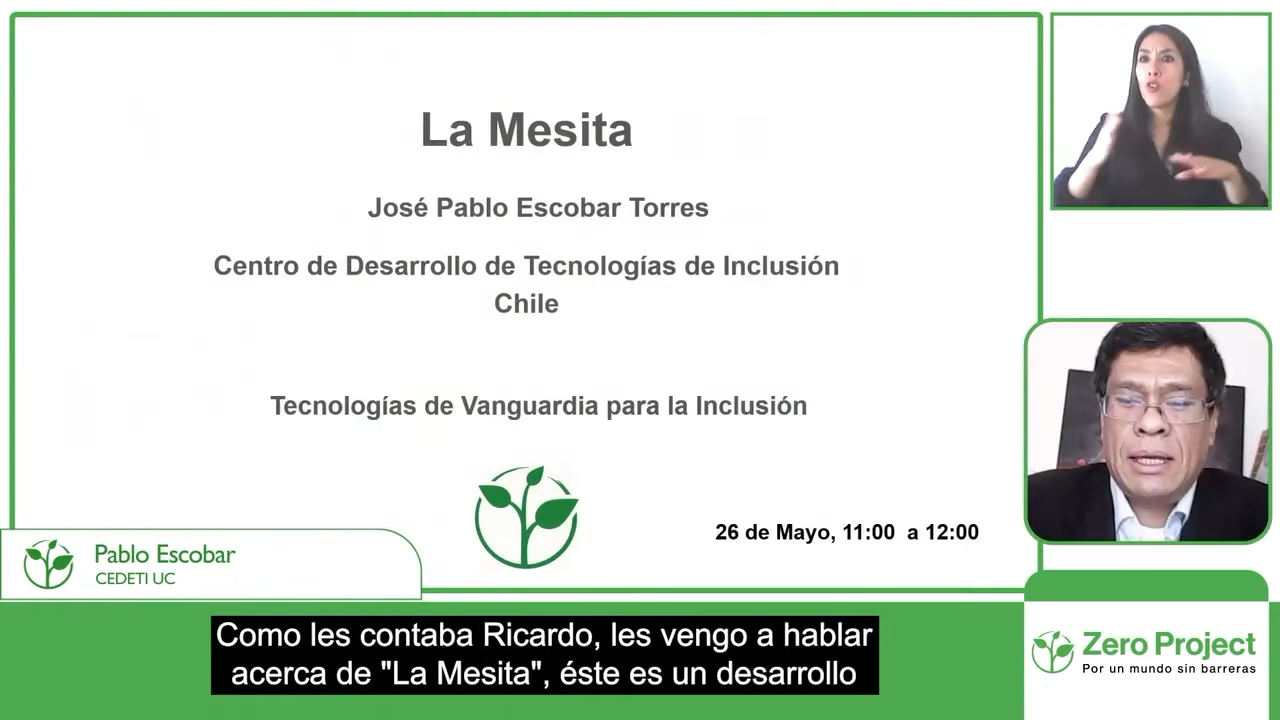 La Mesita
José Pablo Escobar Torres
Centro de Desarrollo de Tecnologías de Inclusión
Chile
Tecnologías de Vanguardia para la Inclusión
26 de Mayo, 11:00 a 12:00
Pablo Escobar
CEDETI UC
Como les contaba Ricardo, les vengo a hablar
acerca de "La Mesita", éste es un desarrollo
Zero Project
Por un mundo sin barreras